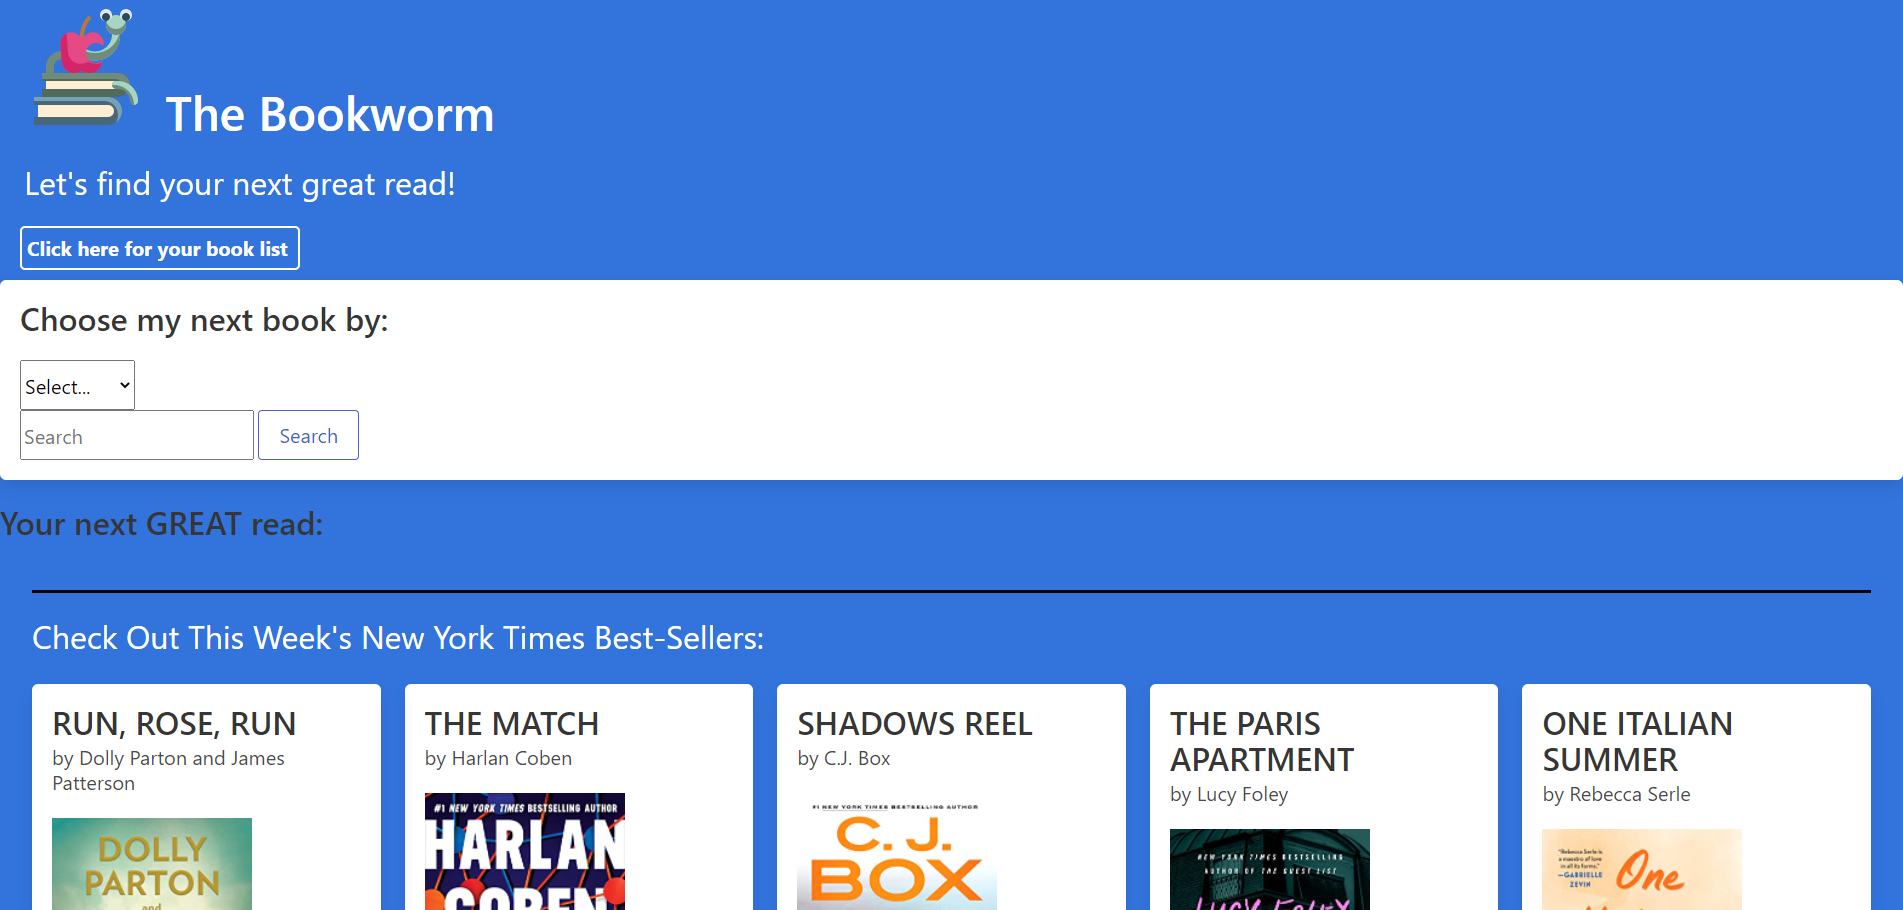 The Bookworm
Let's find your next great read!
Click here for your book list
Choose my next book by:
Select...
Search Search
Your next GREAT read:
Check Out This Week's New York Times Best-Sellers:
RUN, ROSE, RUN
by Dolly Parton and James
Patterson
DOLLY
PARTON
and
THE MATCH
by Harlan Coben
#1 NEW YORK TIMES BESTSELLING AUTHOR
HARLAN
COBEN
SHADOWS REEL
by C.J. Box
#1 NEW YORK TIMES BESTSELLING AUTHOR
C. J.
BOX
THE PARIS
APARTMENT
by Lucy Foley
NEW YORK TIMES BESTSELLING
AUTHOR OF THE GUEST LIST
LUCY FOLEY
ONE ITALIAN
SUMMER
by Rebecca Serle
"Rebecca Serle is
a maestro of love
in all its forms."
—GABRIELLE
ZEVIN
One